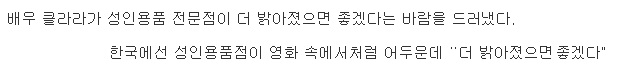 배우 클라라가 성인용품 전문점이 더 밝아졌으면 좋겠다는 바람을 드러냈다.
한국에선 성인용품점이 영화 속에서처럼 어두운데 "더 밝아졌으면 좋겠다"